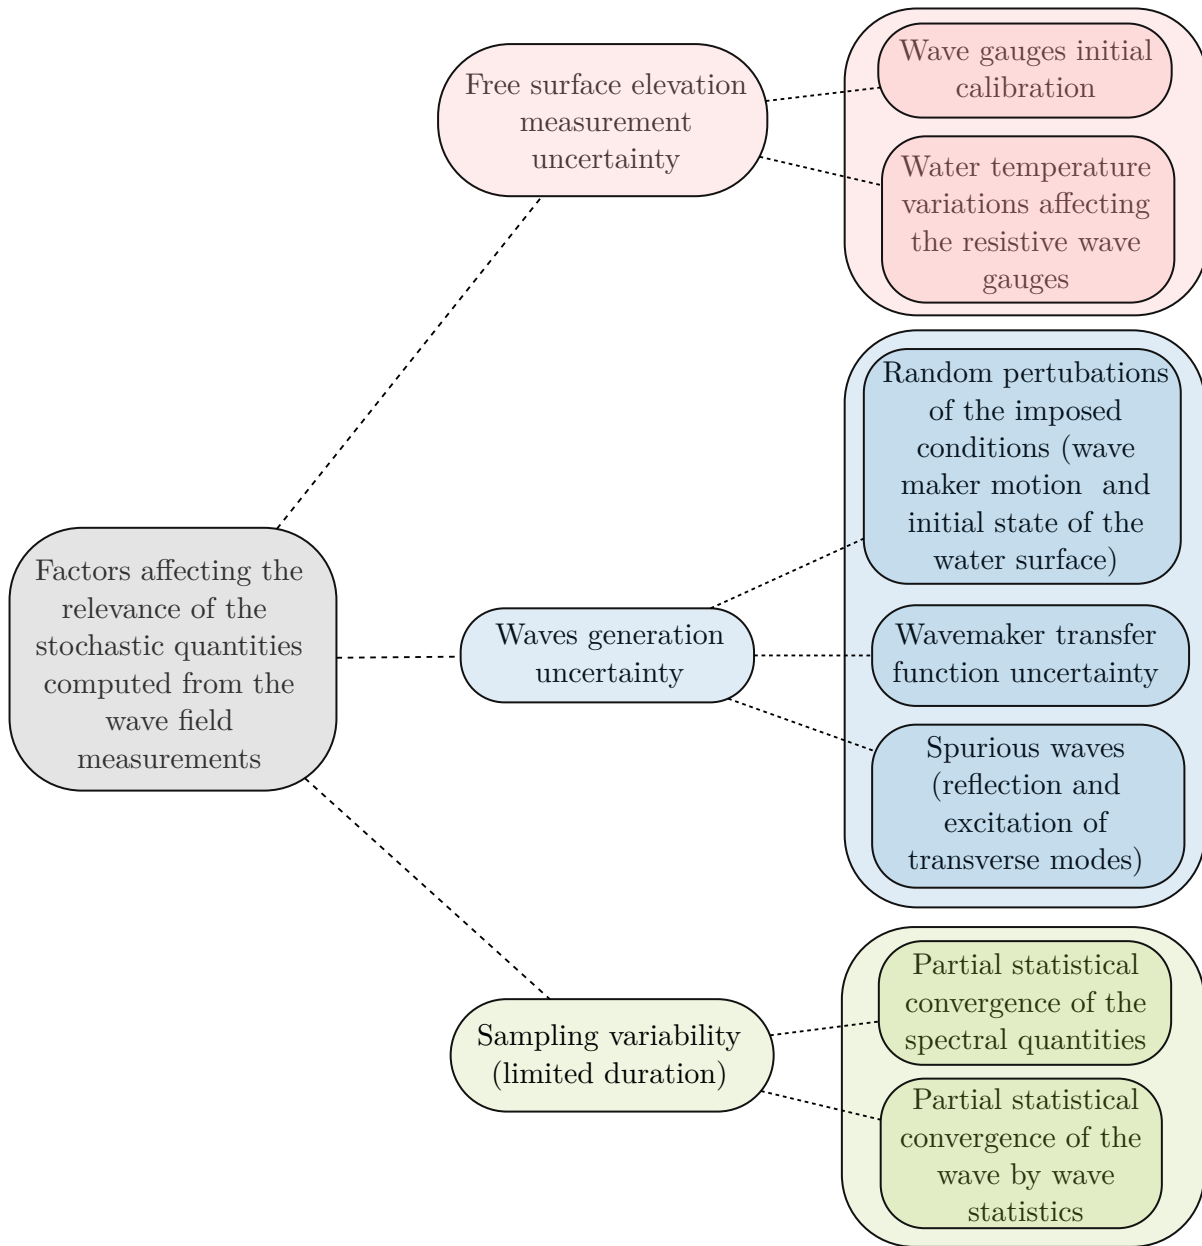 Factors affecting the
relevance of the
stochastic quantities
computed from the
wave field
measurements
Free surface elevation
measurement
uncertainty
Wave gauges initial
calibration
Water temperature
variations affecting
the resistive wave
gauges
Waves generation
uncertainty
Random pertubations
of the imposed
conditions (wave
maker motion  and
initial state of the
water surface)
Wavemaker transfer
function uncertainty
Spurious waves
(reflection and
excitation of
transverse modes)
Sampling variability
(limited duration)
Partial statistical
convergence of the
spectral quantities
Partial statistical
convergence of the
wave by wave
statistics